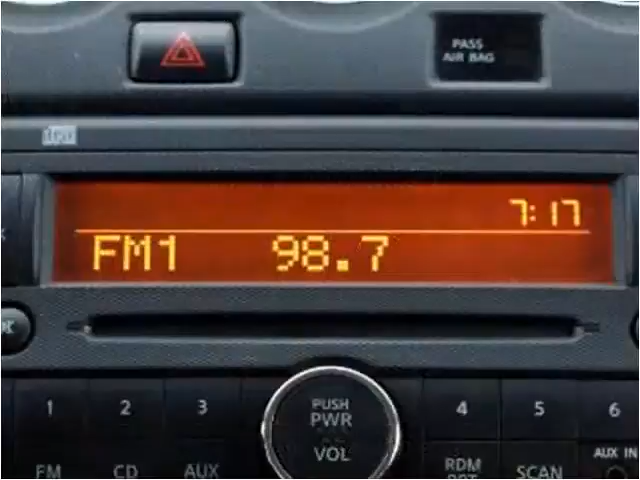 PASS
AIR BAG
7:17
FM1 98.7
1 2 3 4 5 6
PUSH
PWR
VOL
FM CD AUX RDM SCAN AUX IN